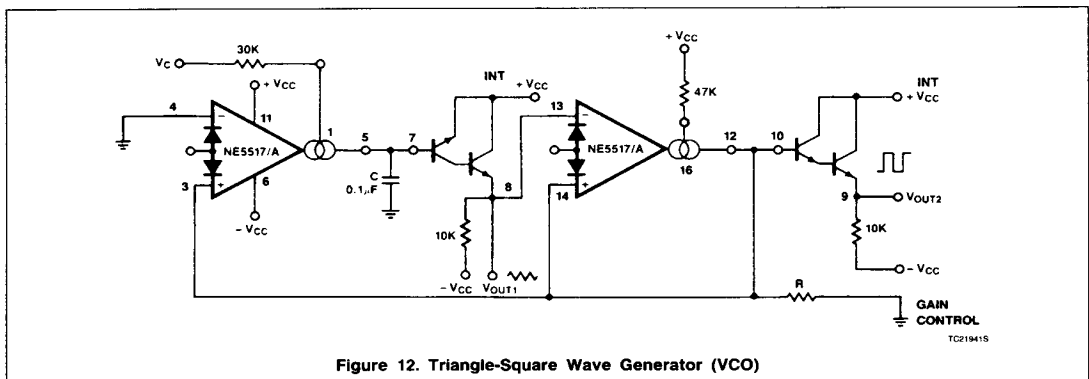 + VCC
30K
VC
47K
INT
INT
+ VCC
+ VCC
+ VCC
4
11
13
−
1
5
7
−
12
10
NE5517/A
NE5517/A
16
C
0.1μF
3
+
6
8
14
+
9
VOUT2
− VCC
10K
10K
− VCC
VOUT1
− VCC
R
GAIN
CONTROL
TC21941S
Figure 12. Triangle-Square Wave Generator (VCO)